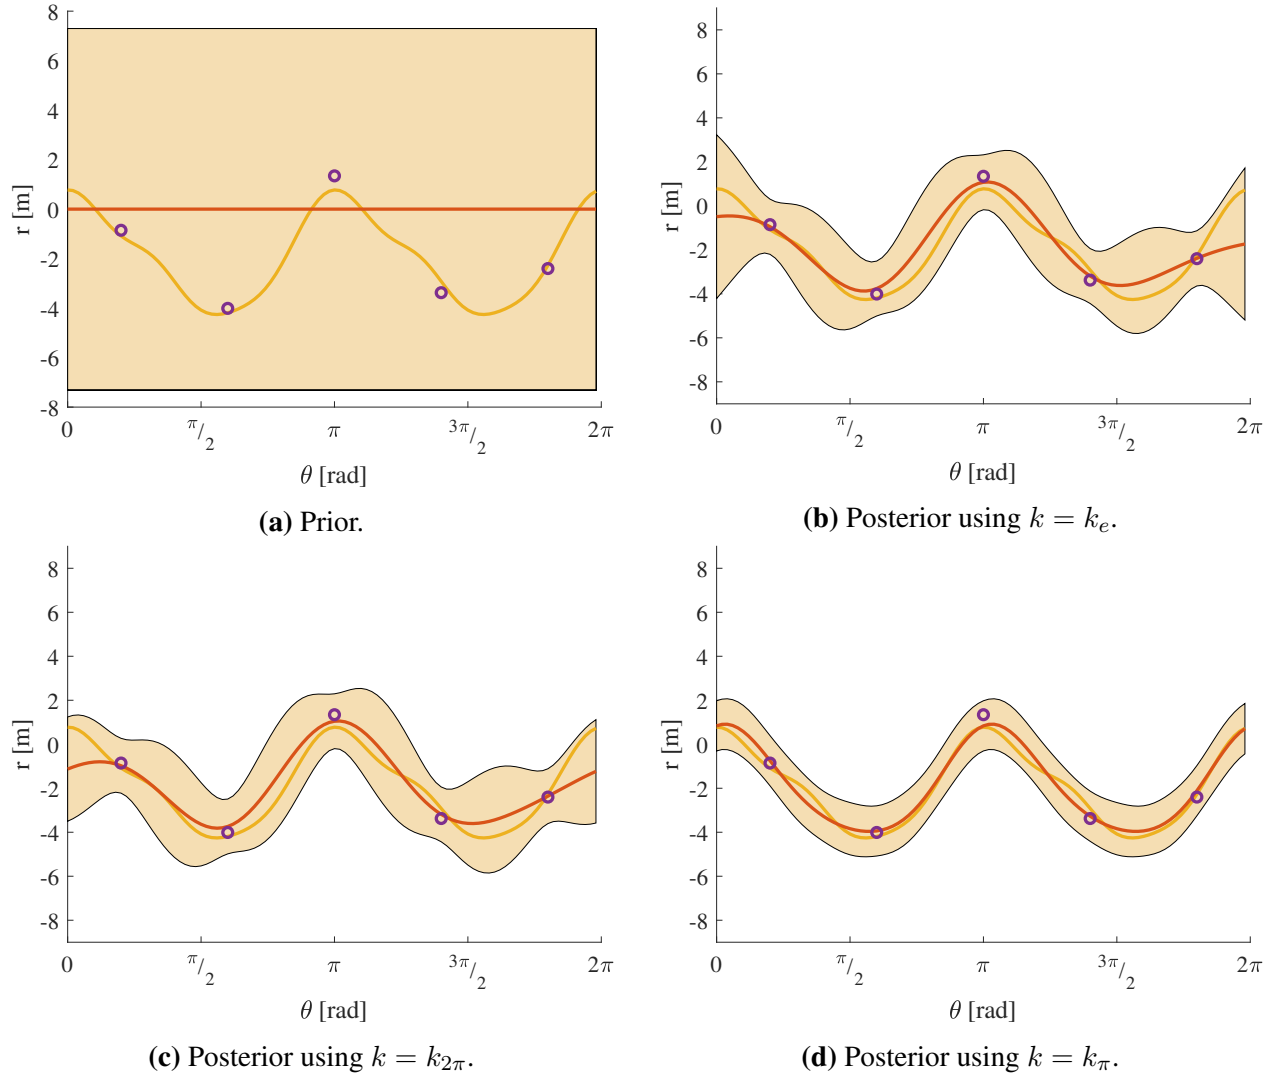 8
6
4
2
0
-2
-4
-6
-8
r [m]
0
π/2
π
3π/2
2π
θ [rad]
(a) Prior.
8
6
4
2
0
-2
-4
-6
-8
r [m]
0
π/2
π
3π/2
2π
θ [rad]
(b) Posterior using k = kₑ.
8
6
4
2
0
-2
-4
-6
-8
r [m]
0
π/2
π
3π/2
2π
θ [rad]
(c) Posterior using k = k_{2π}.
8
6
4
2
0
-2
-4
-6
-8
r [m]
0
π/2
π
3π/2
2π
θ [rad]
(d) Posterior using k = k_π.